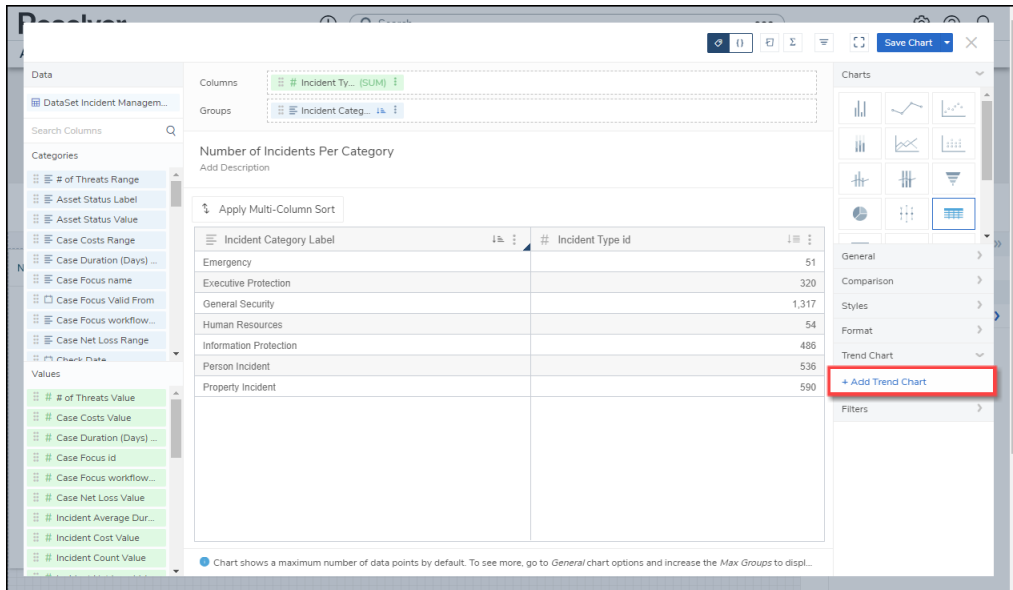 Resolver
Search
Save Chart
Data
DataSet Incident Managem...
Search Columns
Categories
# of Threats Range
Asset Status Label
Asset Status Value
Case Costs Range
Case Duration (Days) ...
Case Focus name
Case Focus Valid From
Case Focus workflow...
Case Net Loss Range
Check Date
Values
# # of Threats Value
# Case Costs Value
# Case Duration (Days) ...
# Case Focus id
# Case Focus workflow...
# Case Net Loss Value
# Incident Average Dur...
# Incident Cost Value
# Incident Count Value
Columns
# Incident Ty... (SUM)
Groups
Incident Categ...
Number of Incidents Per Category
Add Description
Apply Multi-Column Sort
Incident Category Label # Incident Type id
Emergency 51
Executive Protection 320
General Security 1,317
Human Resources 54
Information Protection 486
Person Incident 536
Property Incident 590
Chart shows a maximum number of data points by default. To see more, go to General chart options and increase the Max Groups to displ...
Charts
General
Comparison
Styles
Format
Trend Chart
+ Add Trend Chart
Filters